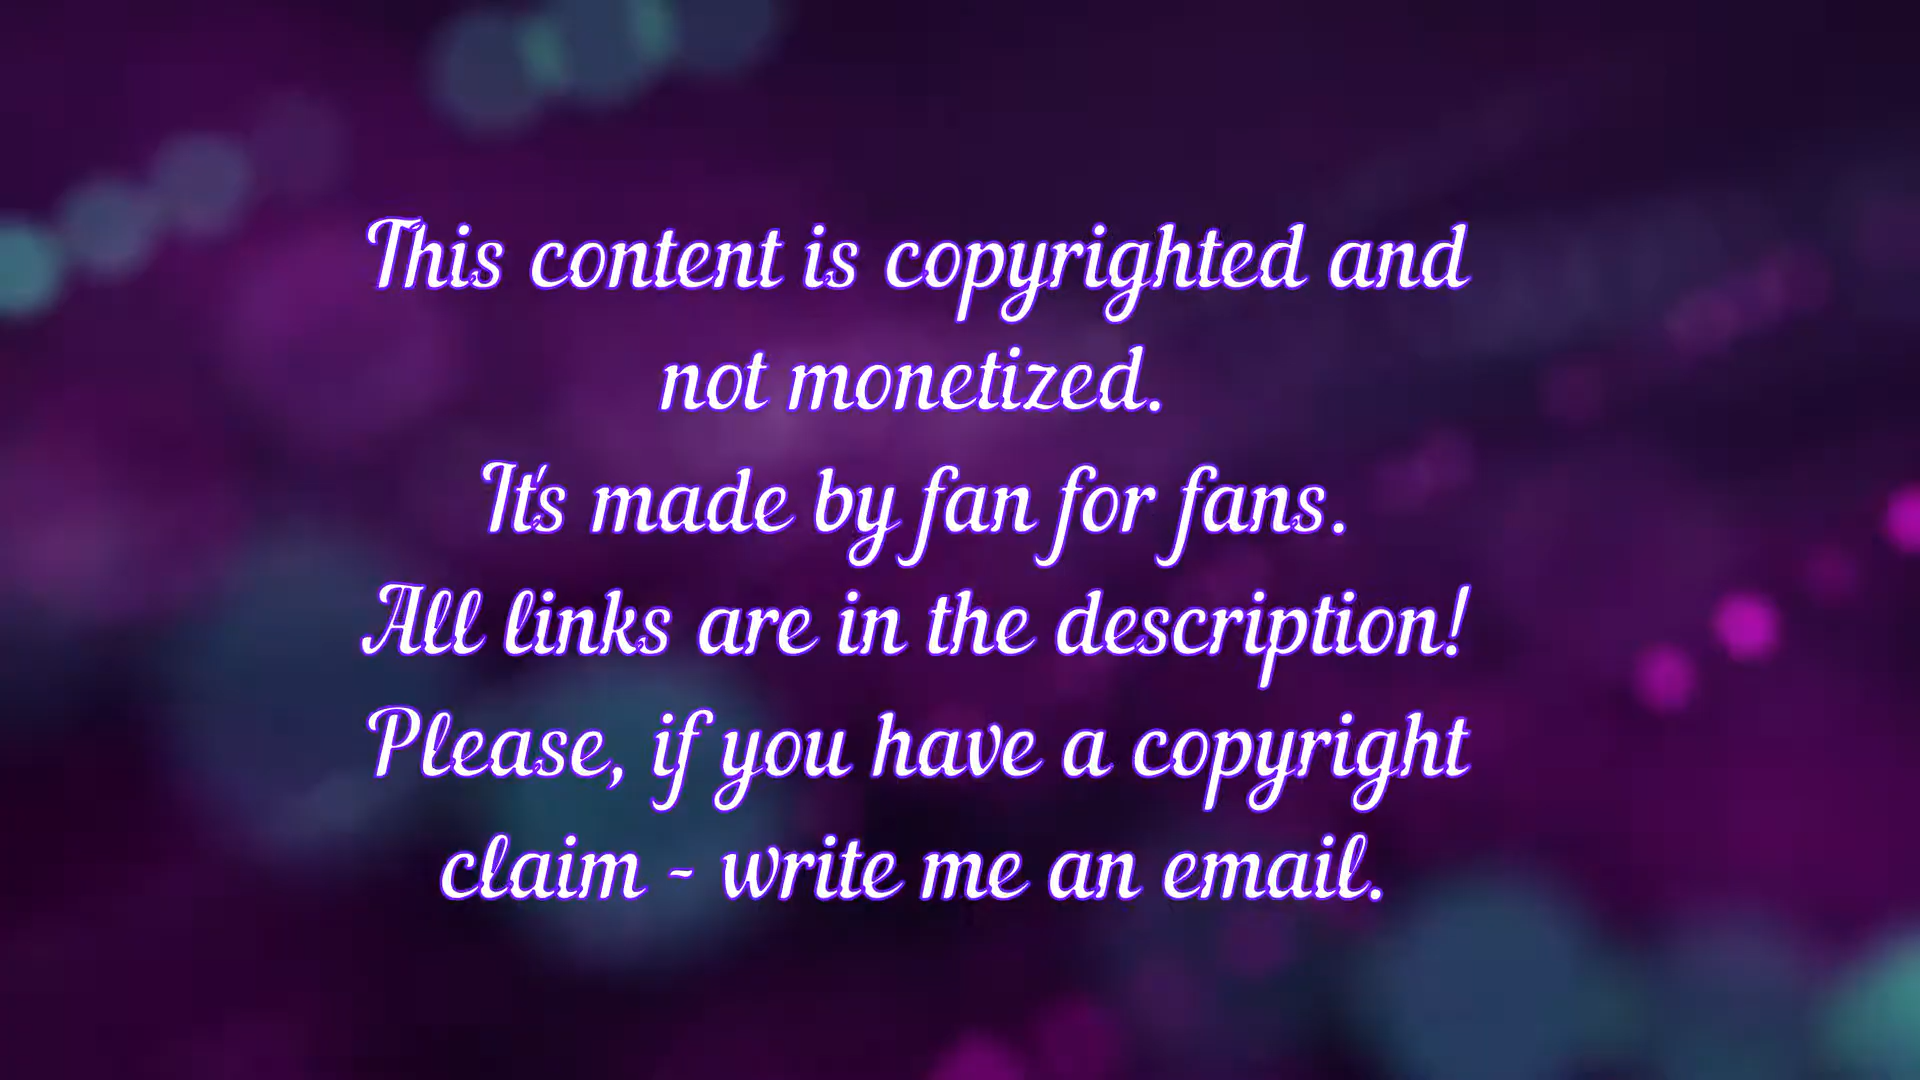 This content is copyrighted and
not monetized.
It's made by fan for fans.
All links are in the description!
Please, if you have a copyright
claim - write me an email.